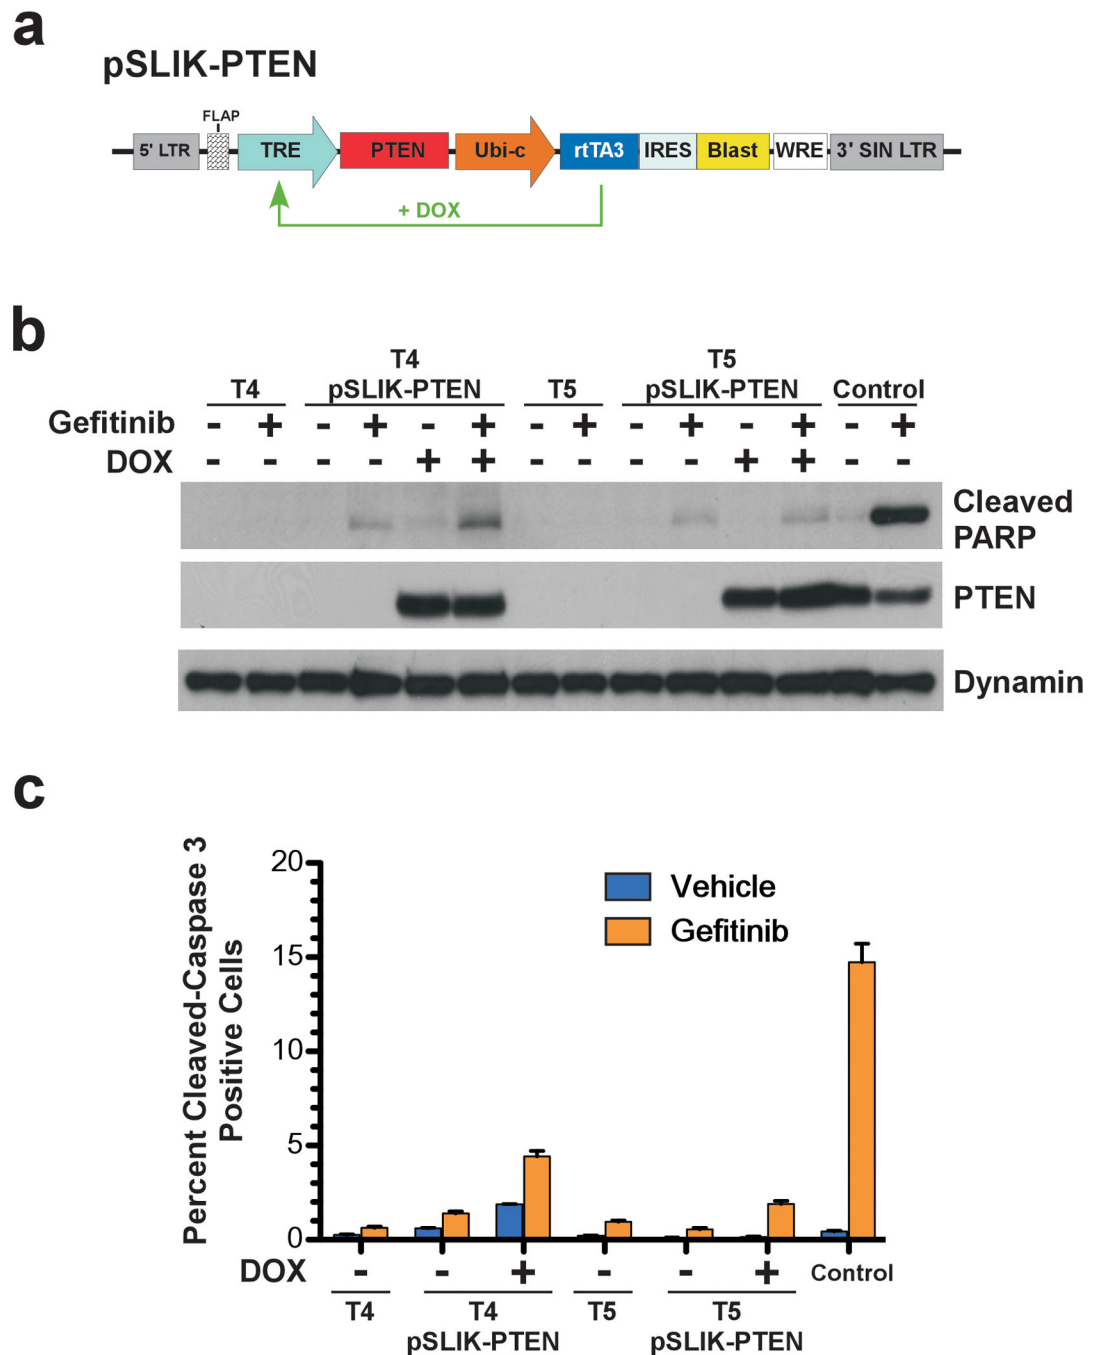 a
pSLIK-PTEN
FLAP
5' LTR TRE PTEN Ubi-c rtTA3 IRES Blast WRE 3' SIN LTR
+ DOX
b
T4 T5
T4 pSLIK-PTEN T5 pSLIK-PTEN Control
Gefitinib - + - + - + - + - + - + - +
DOX - - - - + + - - - - + + - -
Cleaved
PARP
PTEN
Dynamin
c
Percent Cleaved-Caspase 3
Positive Cells
20
15
10
5
0
Vehicle
Gefitinib
DOX - - + - - + Control
T4 T4 T5 T5
pSLIK-PTEN pSLIK-PTEN